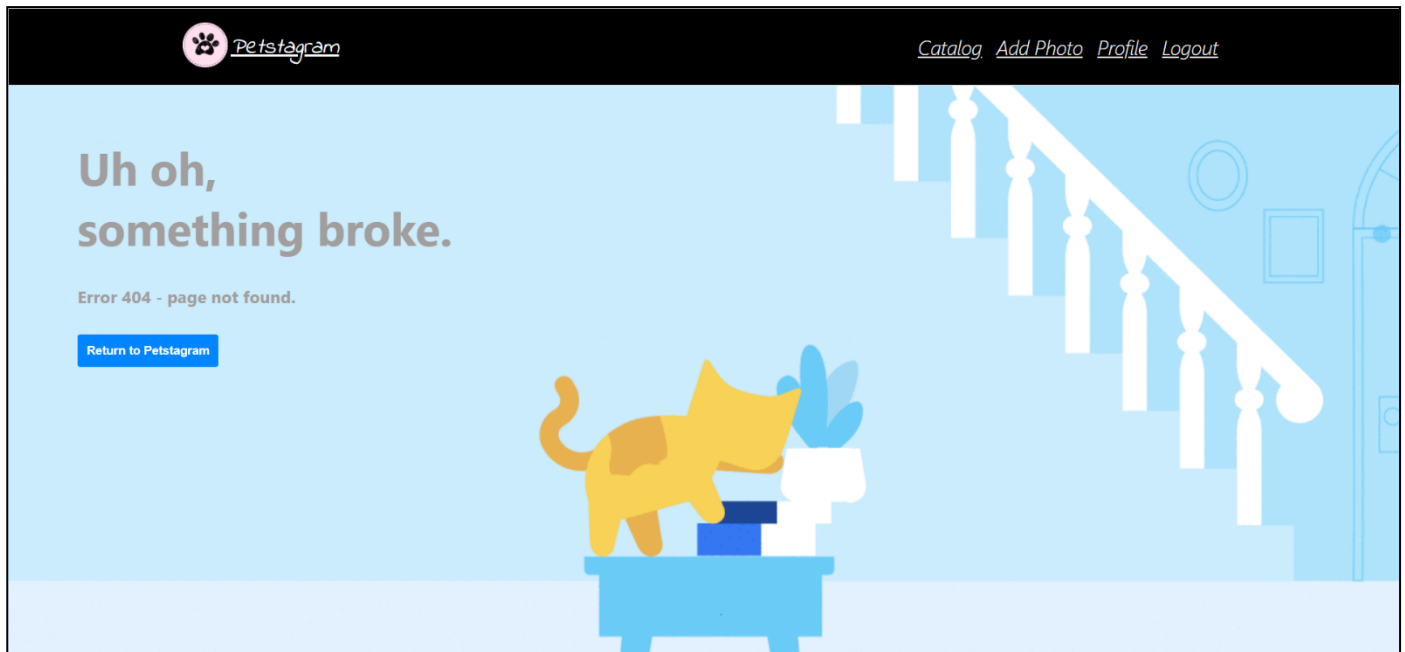 Petstagram
Catalog Add Photo Profile Logout
Uh oh,
something broke.
Error 404 - page not found.
Return to Petstagram